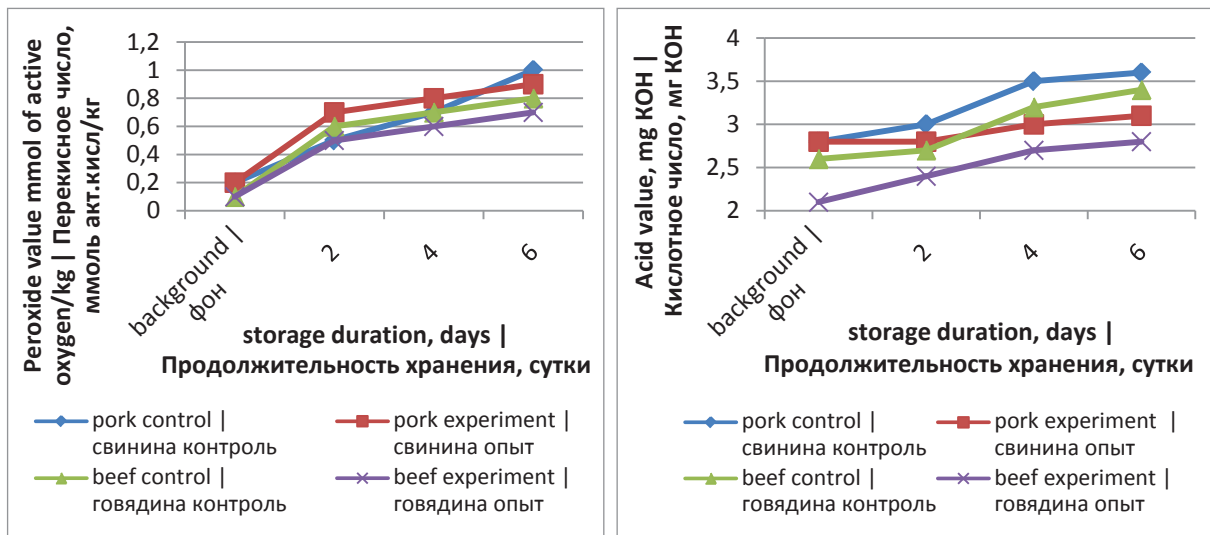 Peroxide value mmol of active
oxygen/kg | Перекисное число,
ммоль акт.кисл/кг
1,2
1
0,8
0,6
0,4
0,2
0
background |
фон
2
4
6
storage duration, days |
Продолжительность хранения, сутки
pork control |
свинина контроль
pork experiment |
свинина опыт
beef control |
говядина контроль
beef experiment |
говядина опыт
Acid value, mg КОН |
Кислотное число, мг КОН
4
3,5
3
2,5
2
background |
фон
2
4
6
storage duration, days |
Продолжительность хранения, сутки
pork control |
свинина контроль
pork experiment |
свинина опыт
beef control |
говядина контроль
beef experiment |
говядина опыт